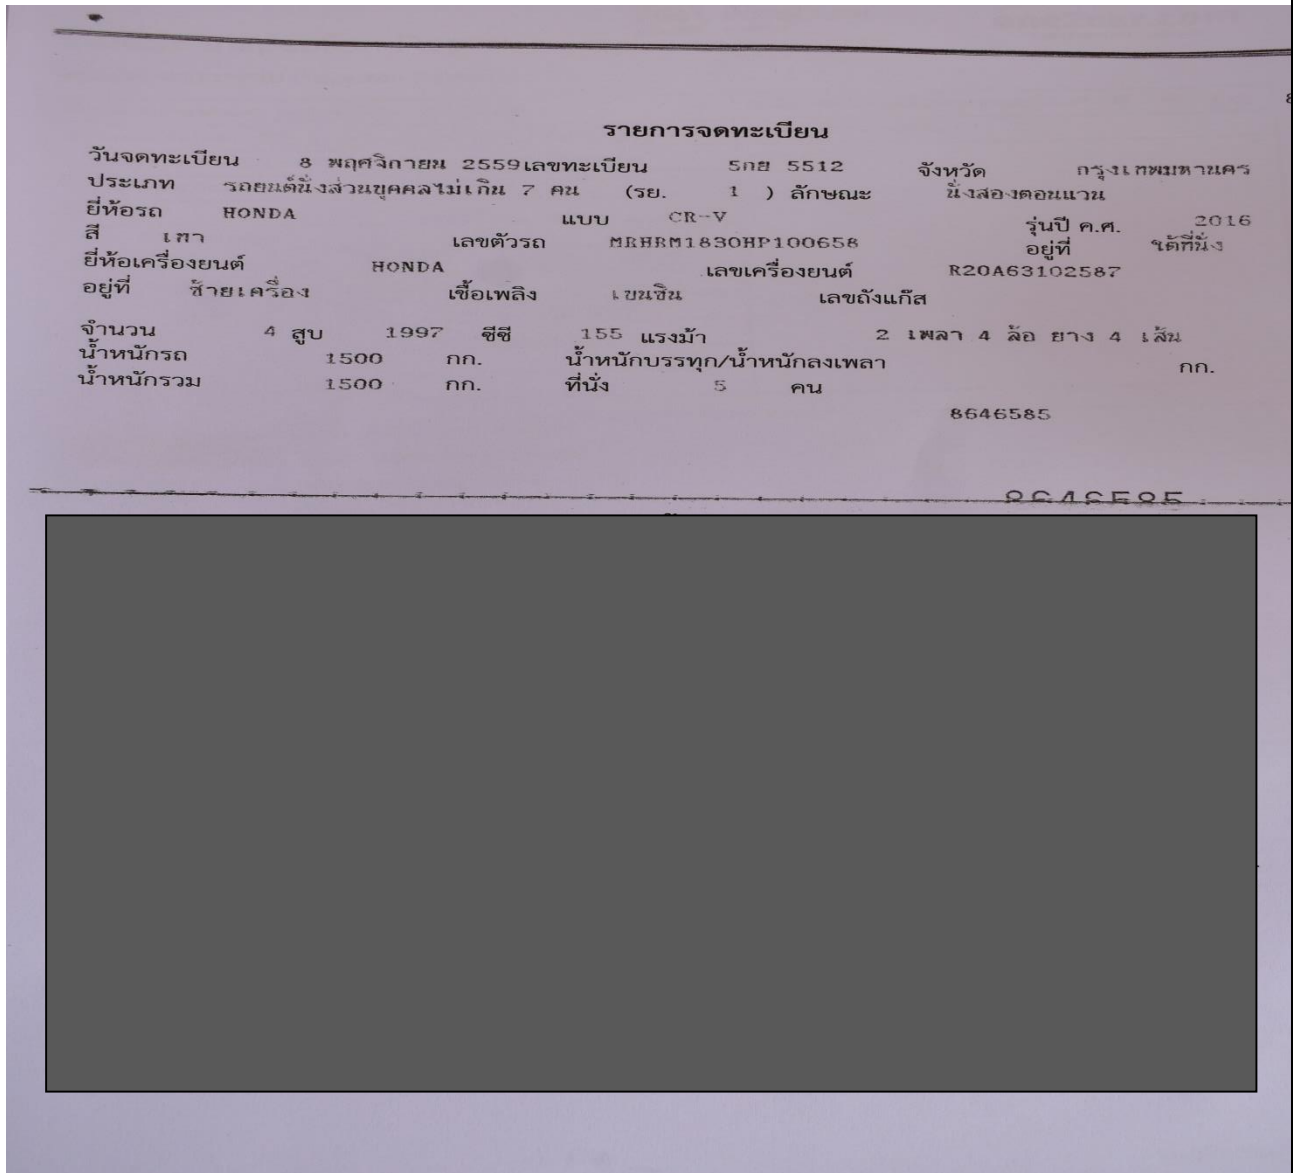 รายการจดทะเบียน
วันจดทะเบียน 8 พฤศจิกายน 2559 เลขทะเบียน 5กย 5512 จังหวัด กรุงเทพมหานคร
ประเภท รถยนต์นั่งส่วนบุคคลไม่เกิน 7 คน (รย. 1 ) ลักษณะ นั่งสองตอนแวน
ยี่ห้อรถ HONDA แบบ CR-V รุ่นปี ค.ศ. 2016
สี เทา เลขตัวรถ MRHRM1830HP100658 อยู่ที่ ใต้ที่นั่ง
ยี่ห้อเครื่องยนต์ HONDA เลขเครื่องยนต์ R20A63102587
อยู่ที่ ซ้ายเครื่อง เชื้อเพลิง เบนซิน เลขถังแก๊ส
จำนวน 4 สูบ 1997 ซีซี 155 แรงม้า 2 เพลา 4 ล้อ ยาง 4 เส้น
น้ำหนักรถ 1500 กก. น้ำหนักบรรทุก/น้ำหนักลงเพลา กก.
น้ำหนักรวม 1500 กก. ที่นั่ง 5 คน
8646585
8646585